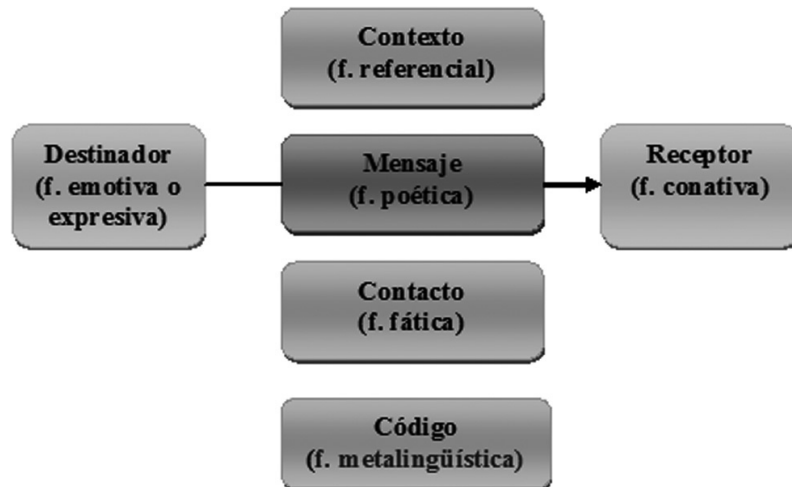 Contexto
(f. referencial)
Destinador
(f. emotiva o
expresiva)
Mensaje
(f. poética)
Receptor
(f. conativa)
Contacto
(f. fática)
Código
(f. metalingüística)